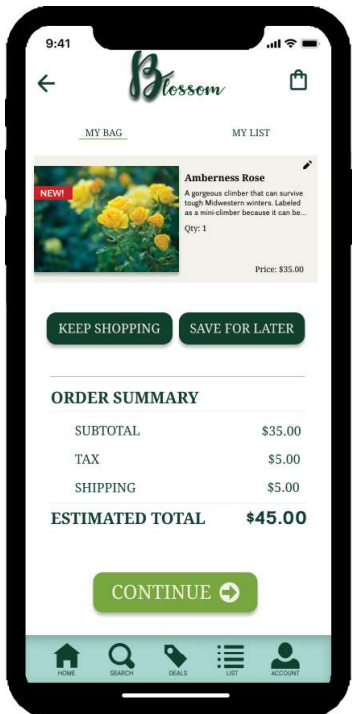 9:41
Blossom
MY BAG
MY LIST
NEW!
Amberness Rose
A gorgeous climber that can survive
tough Midwestern winters. Labeled
as a mini-climber because it can be...
Qty: 1
Price: $35.00
KEEP SHOPPING
SAVE FOR LATER
ORDER SUMMARY
SUBTOTAL $35.00
TAX $5.00
SHIPPING $5.00
ESTIMATED TOTAL $45.00
CONTINUE
HOME SEARCH DEALS LIST ACCOUNT